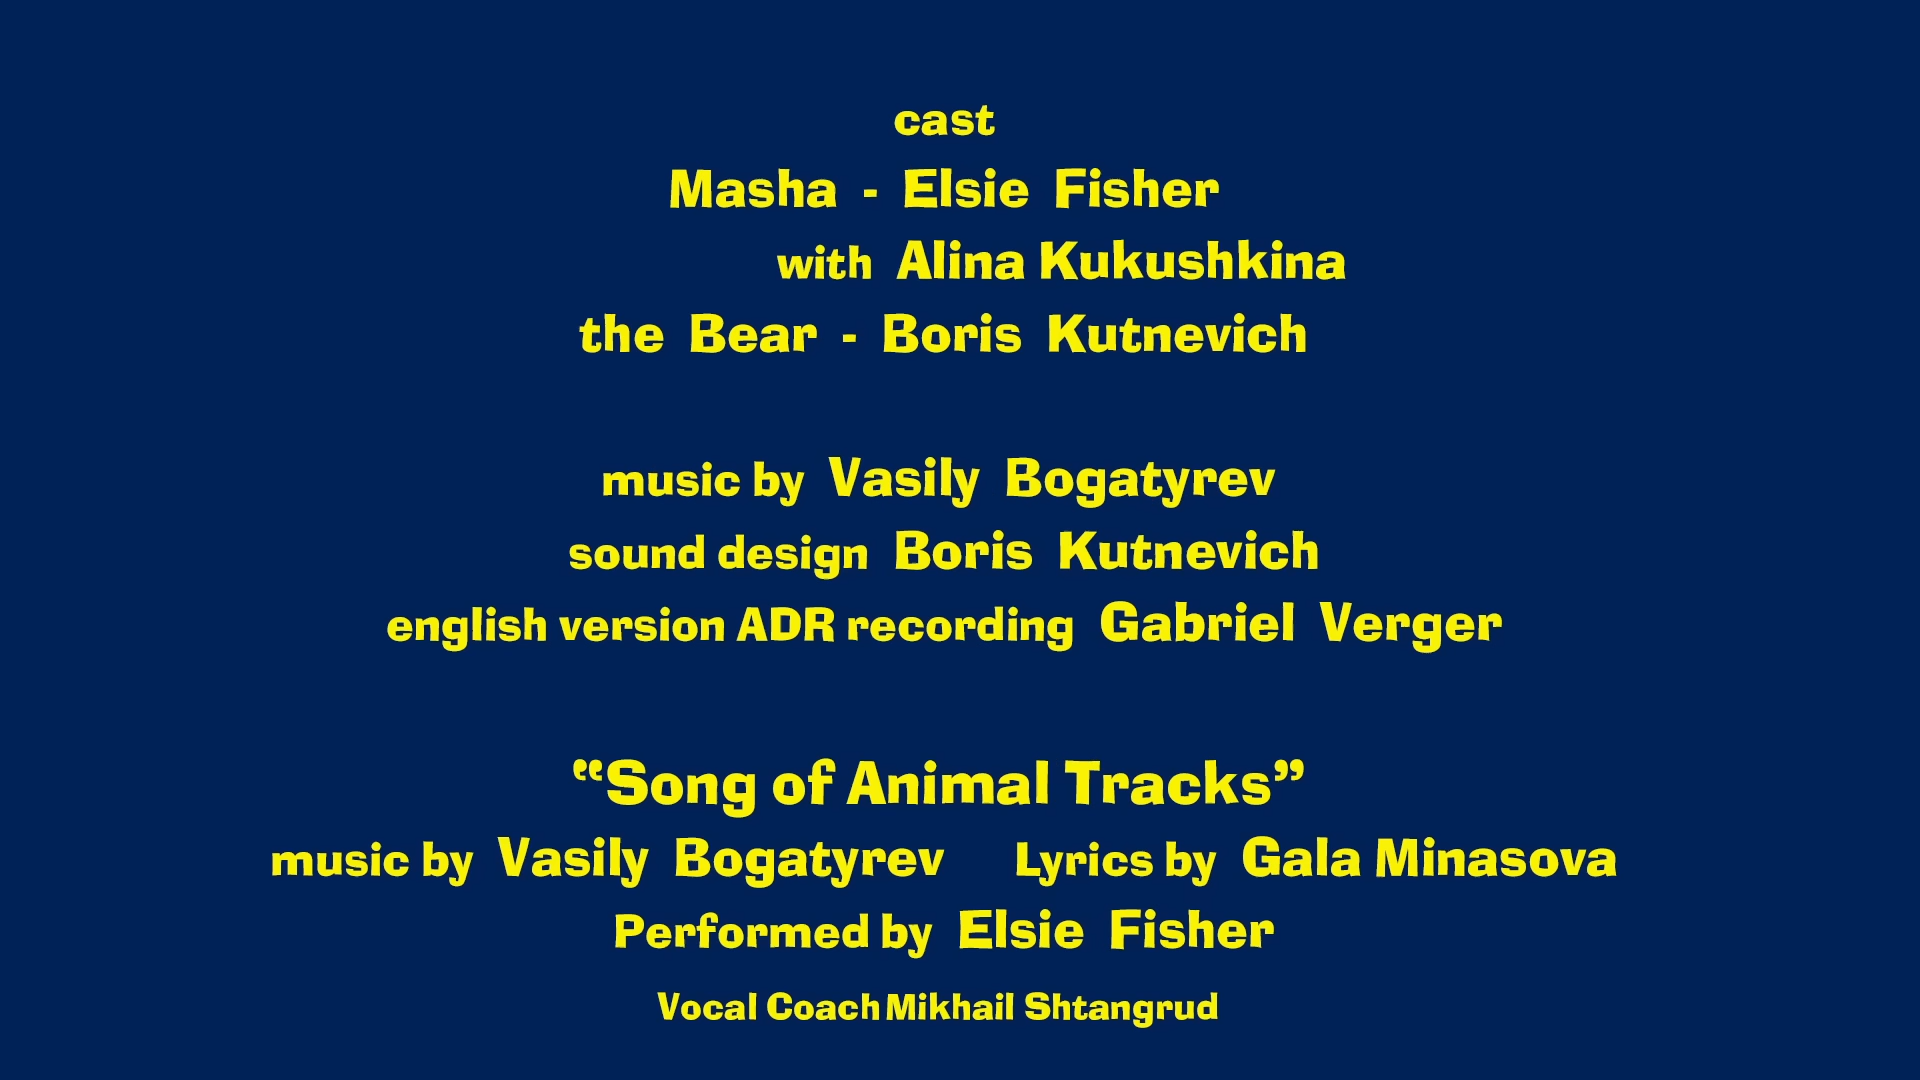 cast
Masha - Elsie Fisher
with Alina Kukushkina
the Bear - Boris Kutnevich
music by Vasily Bogatyrev
sound design Boris Kutnevich
english version ADR recording Gabriel Verger
“Song of Animal Tracks”
music by Vasily Bogatyrev Lyrics by Gala Minasova
Performed by Elsie Fisher
Vocal Coach Mikhail Shtangrud